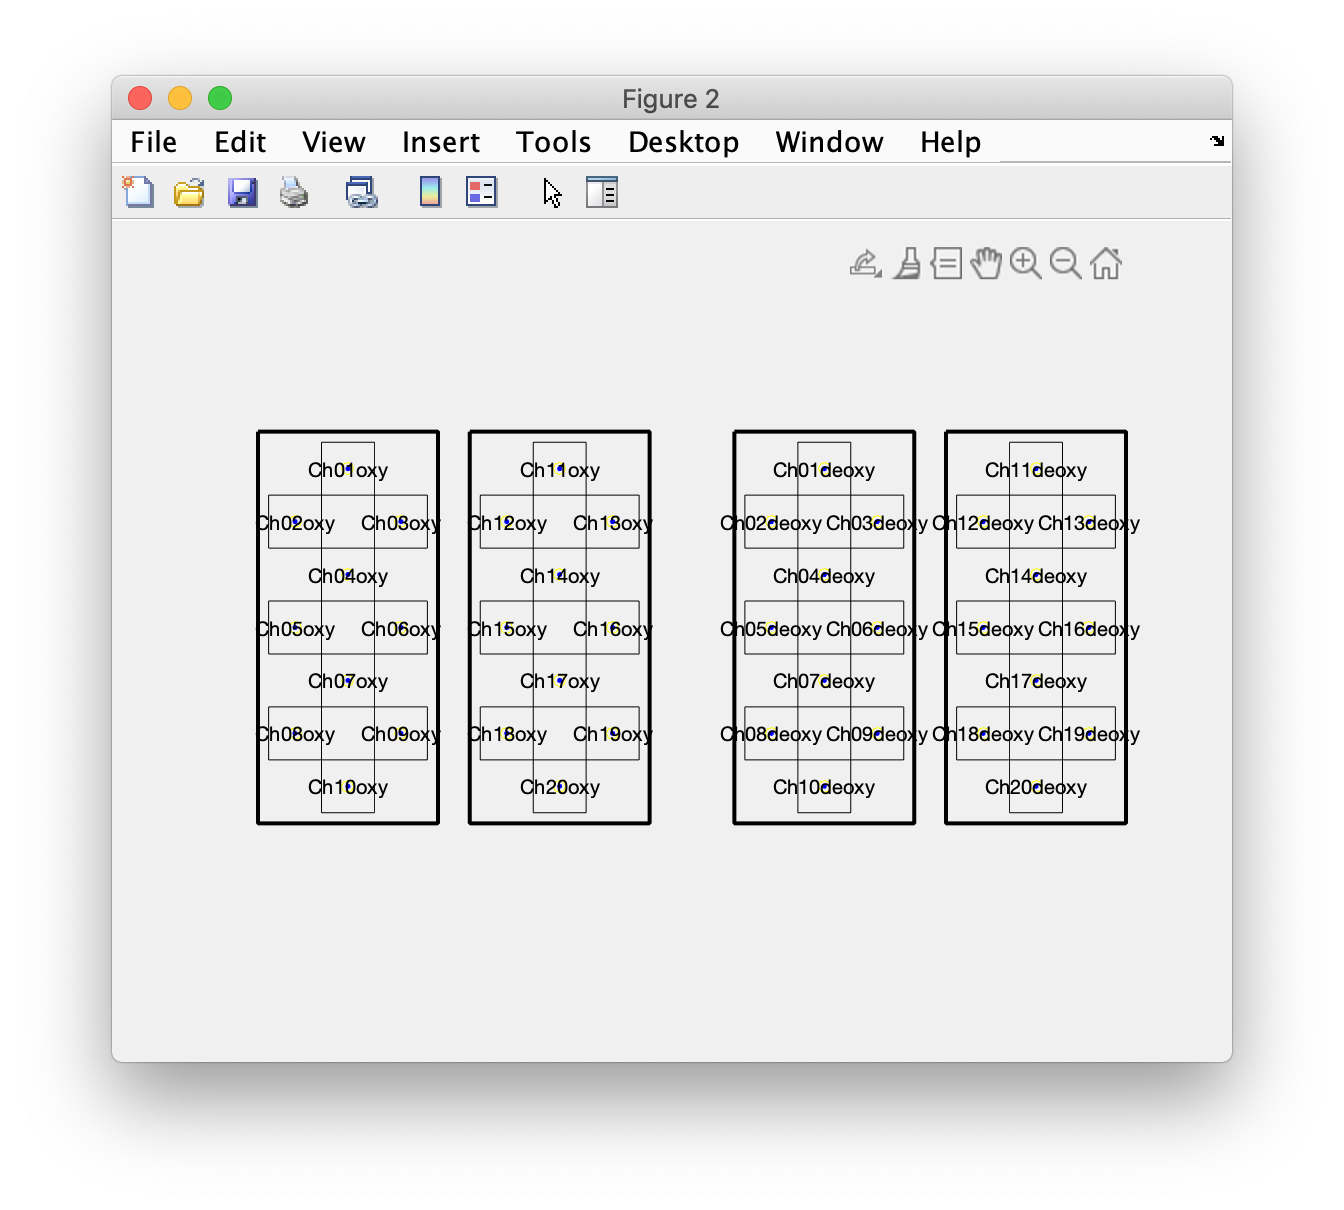 Figure 2
File Edit View Insert Tools Desktop Window Help
Ch01oxy Ch11oxy Ch01deoxy Ch11deoxy
Ch02oxy Ch03oxy Ch12oxy Ch13oxy Ch02deoxy Ch03deoxy Ch12deoxy Ch13deoxy
Ch04oxy Ch14oxy Ch04deoxy Ch14deoxy
Ch05oxy Ch06oxy Ch15oxy Ch16oxy Ch05deoxy Ch06deoxy Ch15deoxy Ch16deoxy
Ch07oxy Ch17oxy Ch07deoxy Ch17deoxy
Ch08oxy Ch09oxy Ch18oxy Ch19oxy Ch08deoxy Ch09deoxy Ch18deoxy Ch19deoxy
Ch10oxy Ch20oxy Ch10deoxy Ch20deoxy